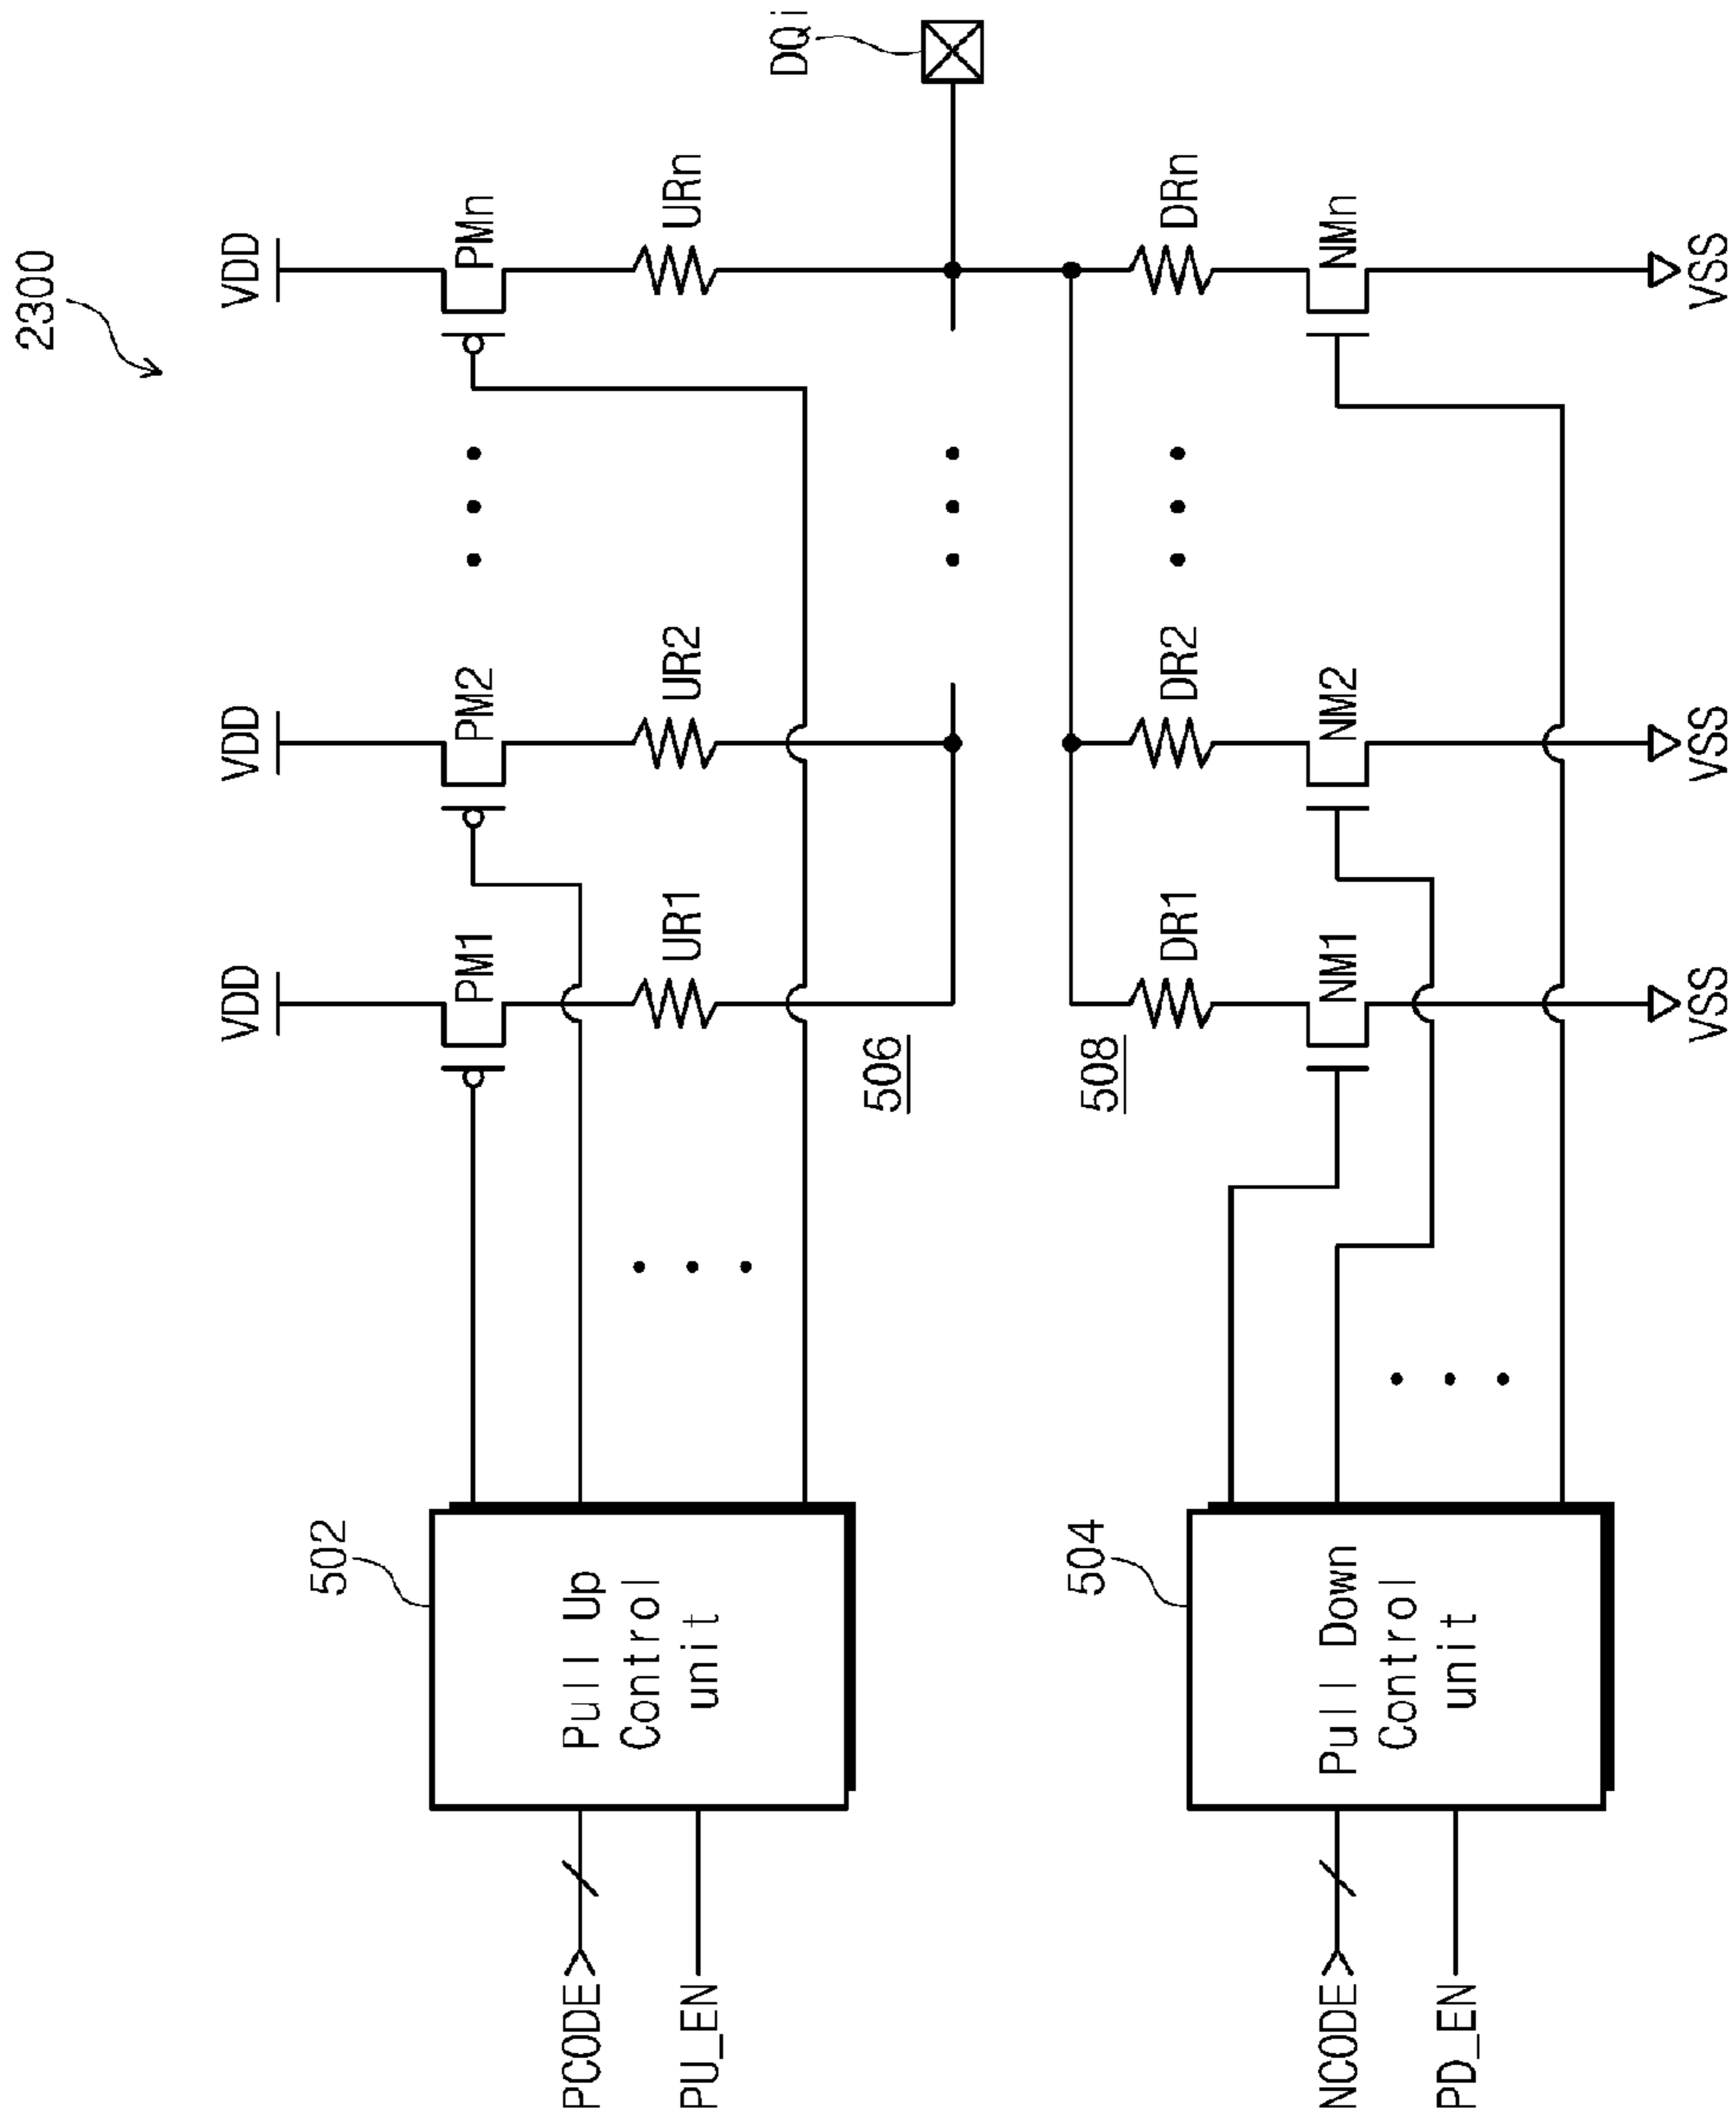 2300
VDD
VDD
VDD
PM1
PM2
PMn
502
Pull Up
Control
unit
PCODE
PU_EN
UR1
UR2
URn
DQi
506
508
504
Pull Down
Control
unit
NCODE
PD_EN
DR1
DR2
DRn
NM1
NM2
NMn
VSS
VSS
VSS